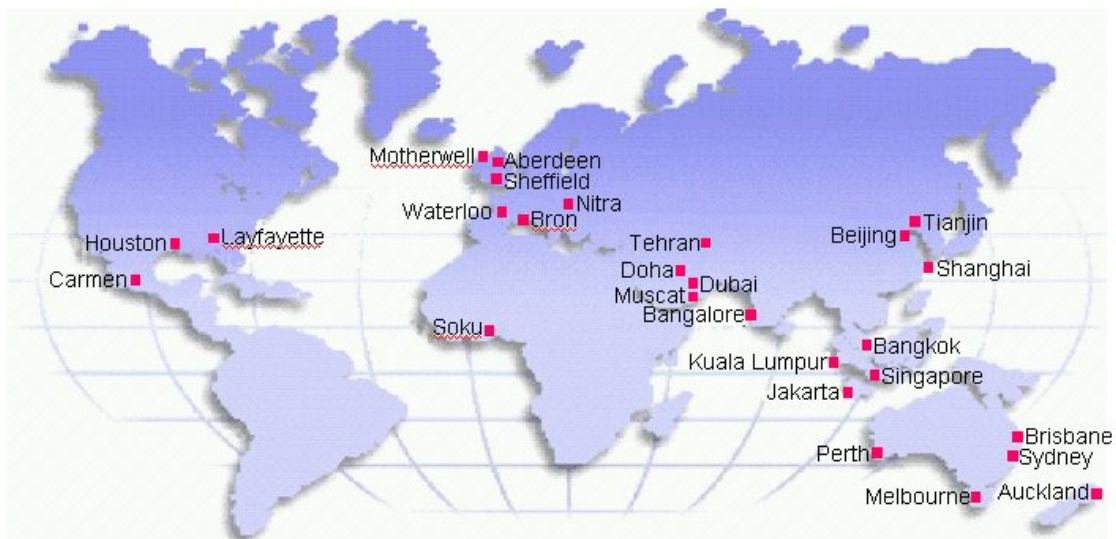 Motherwell
Aberdeen
Sheffield
Waterloo
Nitra
Bron
Tianjin
Houston
Layfayette
Tehran
Beijing
Carmen
Doha
Shanghai
Dubai
Muscat
Bangalore
Soku
Bangkok
Kuala Lumpur
Singapore
Jakarta
Brisbane
Perth
Sydney
Melbourne
Auckland